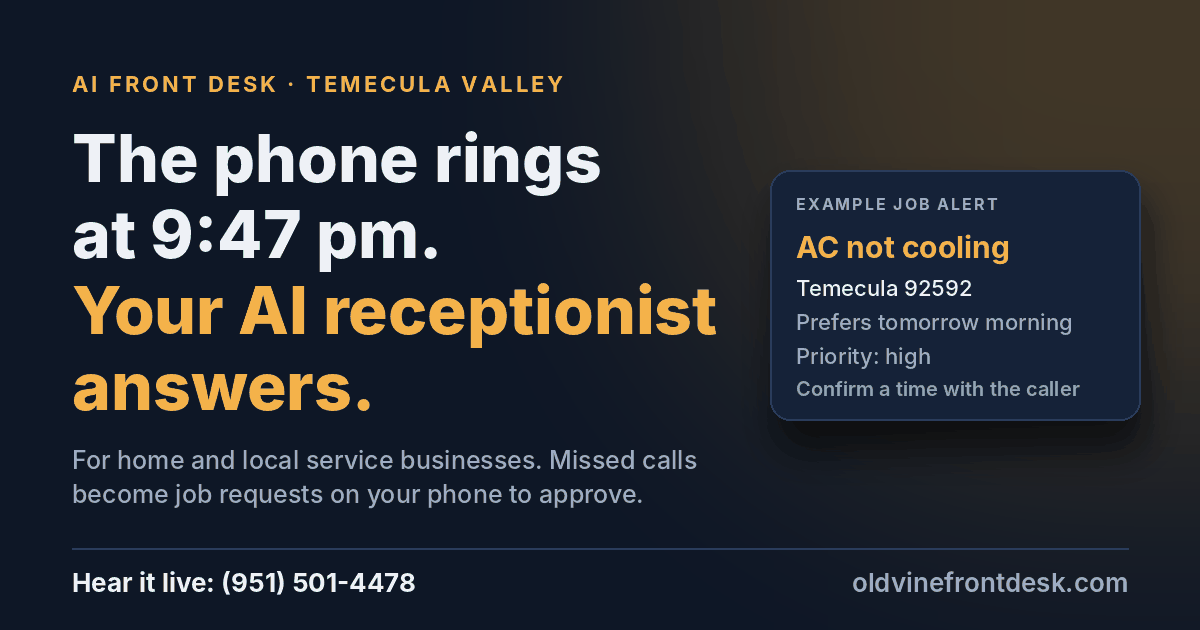 AI FRONT DESK · TEMECULA VALLEY
The phone rings
at 9:47 pm.
Your AI receptionist
answers.
For home and local service businesses. Missed calls
become job requests on your phone to approve.
EXAMPLE JOB ALERT
AC not cooling
Temecula 92592
Prefers tomorrow morning
Priority: high
Confirm a time with the caller
Hear it live: (951) 501-4478
oldvinefrontdesk.com